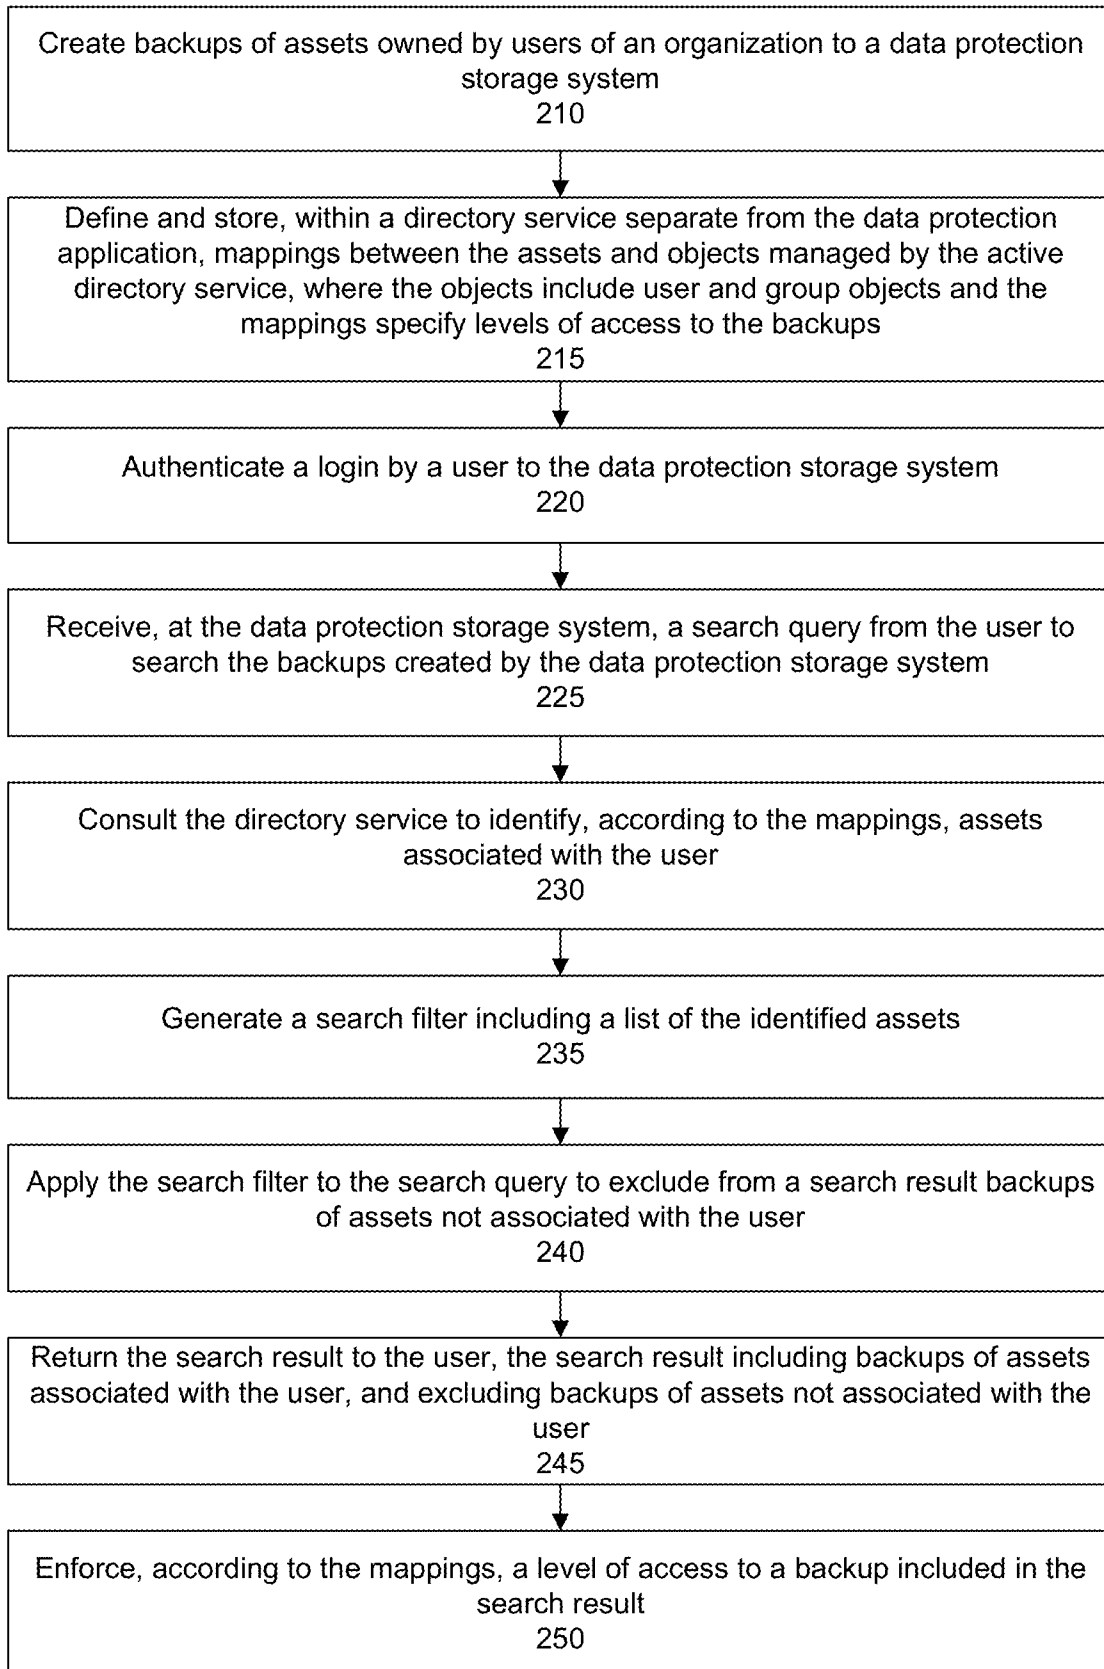 Create backups of assets owned by users of an organization to a data protection
storage system
210
Define and store, within a directory service separate from the data protection
application, mappings between the assets and objects managed by the active
directory service, where the objects include user and group objects and the
mappings specify levels of access to the backups
215
Authenticate a login by a user to the data protection storage system
220
Receive, at the data protection storage system, a search query from the user to
search the backups created by the data protection storage system
225
Consult the directory service to identify, according to the mappings, assets
associated with the user
230
Generate a search filter including a list of the identified assets
235
Apply the search filter to the search query to exclude from a search result backups
of assets not associated with the user
240
Return the search result to the user, the search result including backups of assets
associated with the user, and excluding backups of assets not associated with the
user
245
Enforce, according to the mappings, a level of access to a backup included in the
search result
250